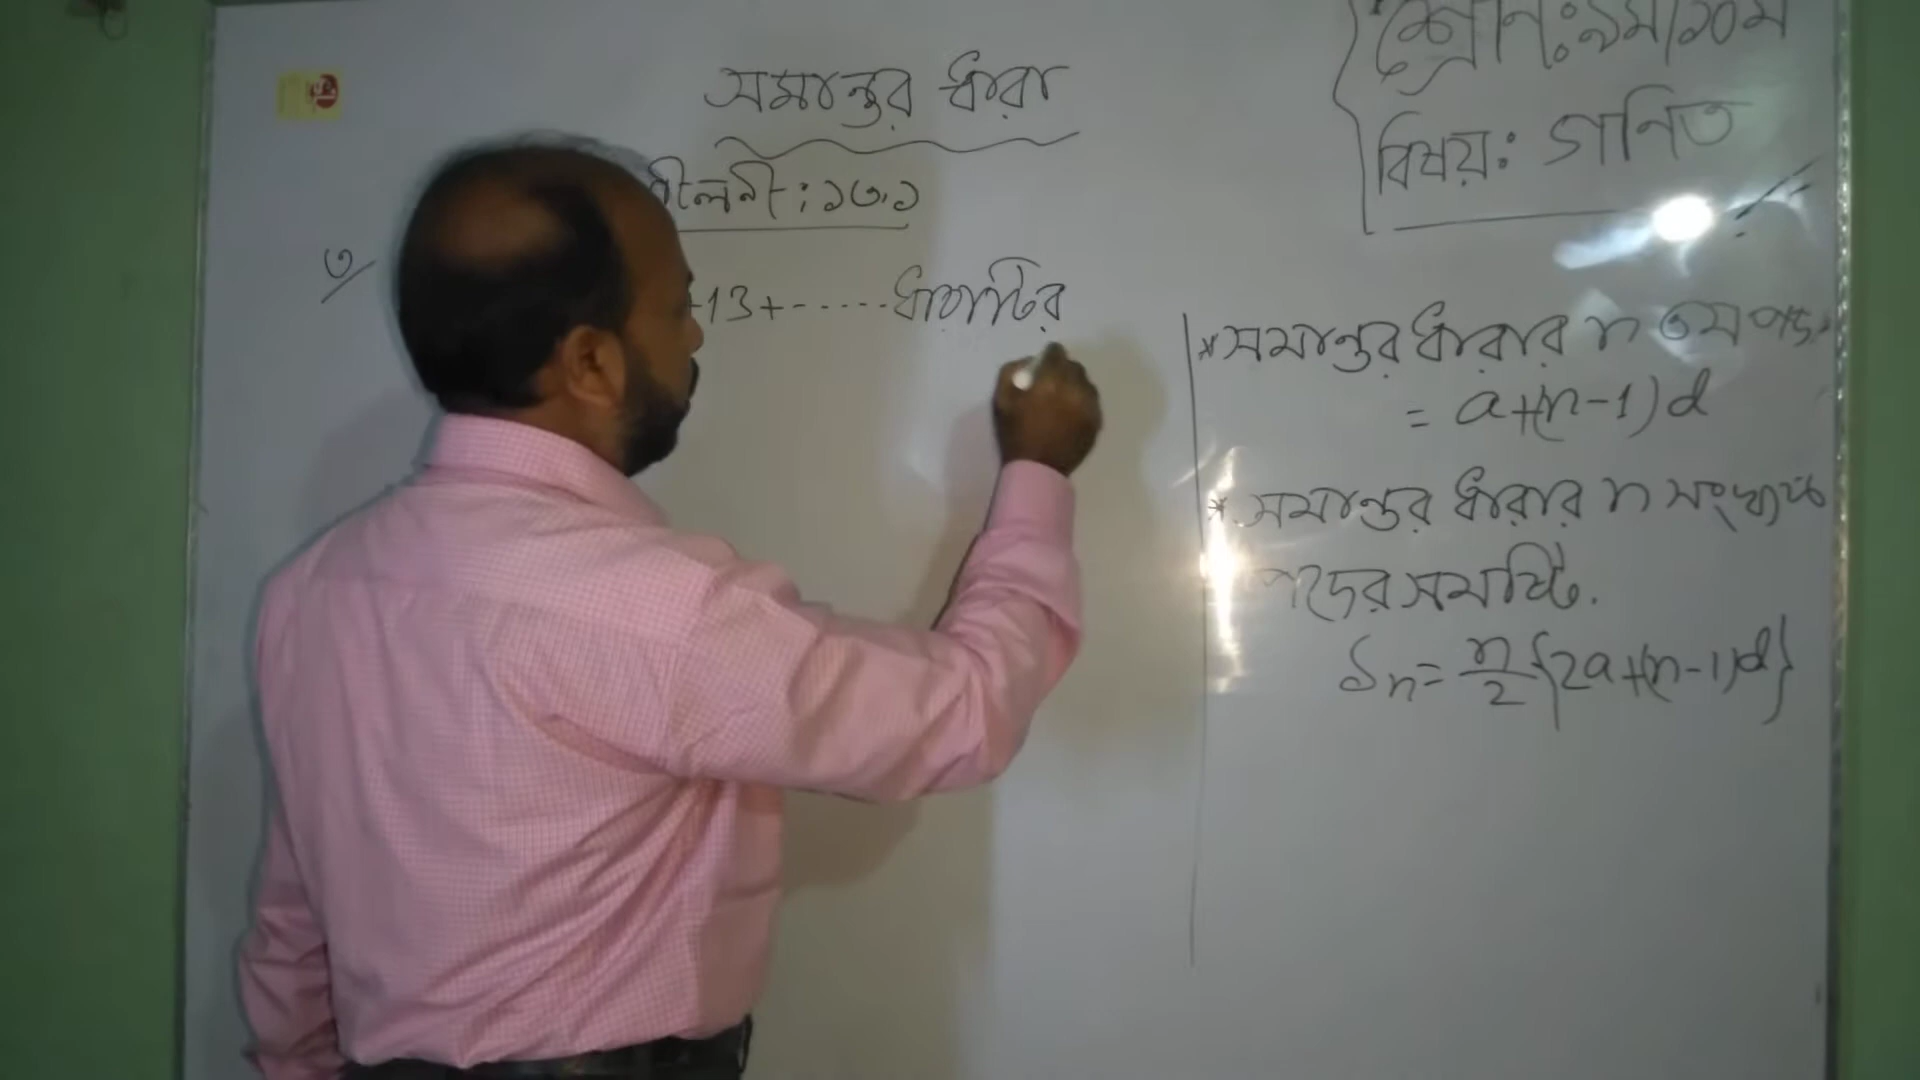 সমান্তর ধারা
শীলনী : ১৩.১
৩
+13+-----ধারাটির
শ্রেণি: ৯ম/১০ম
বিষয়: গনিত
* সমান্তর ধারার n তম পদ.
= a+(n-1)d
* সমান্তর ধারার n সংখ্যক
পদের সমষ্টি.
Sn = n/2 {2a+(n-1)d}